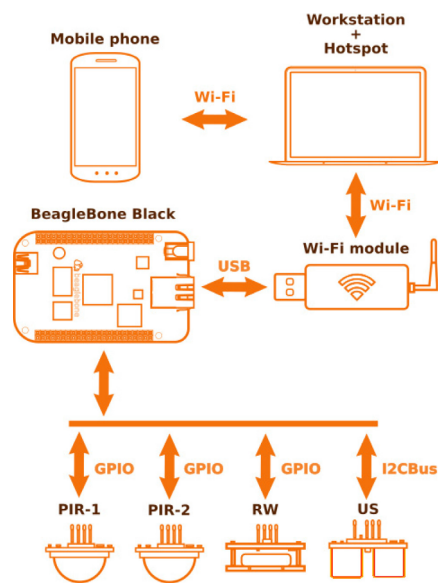 Workstation
+
Hotspot
Mobile phone
Wi-Fi
Wi-Fi
BeagleBone Black
Wi-Fi module
beaglebone
USB
GPIO
GPIO
GPIO
I2CBus
PIR-1
PIR-2
RW
US